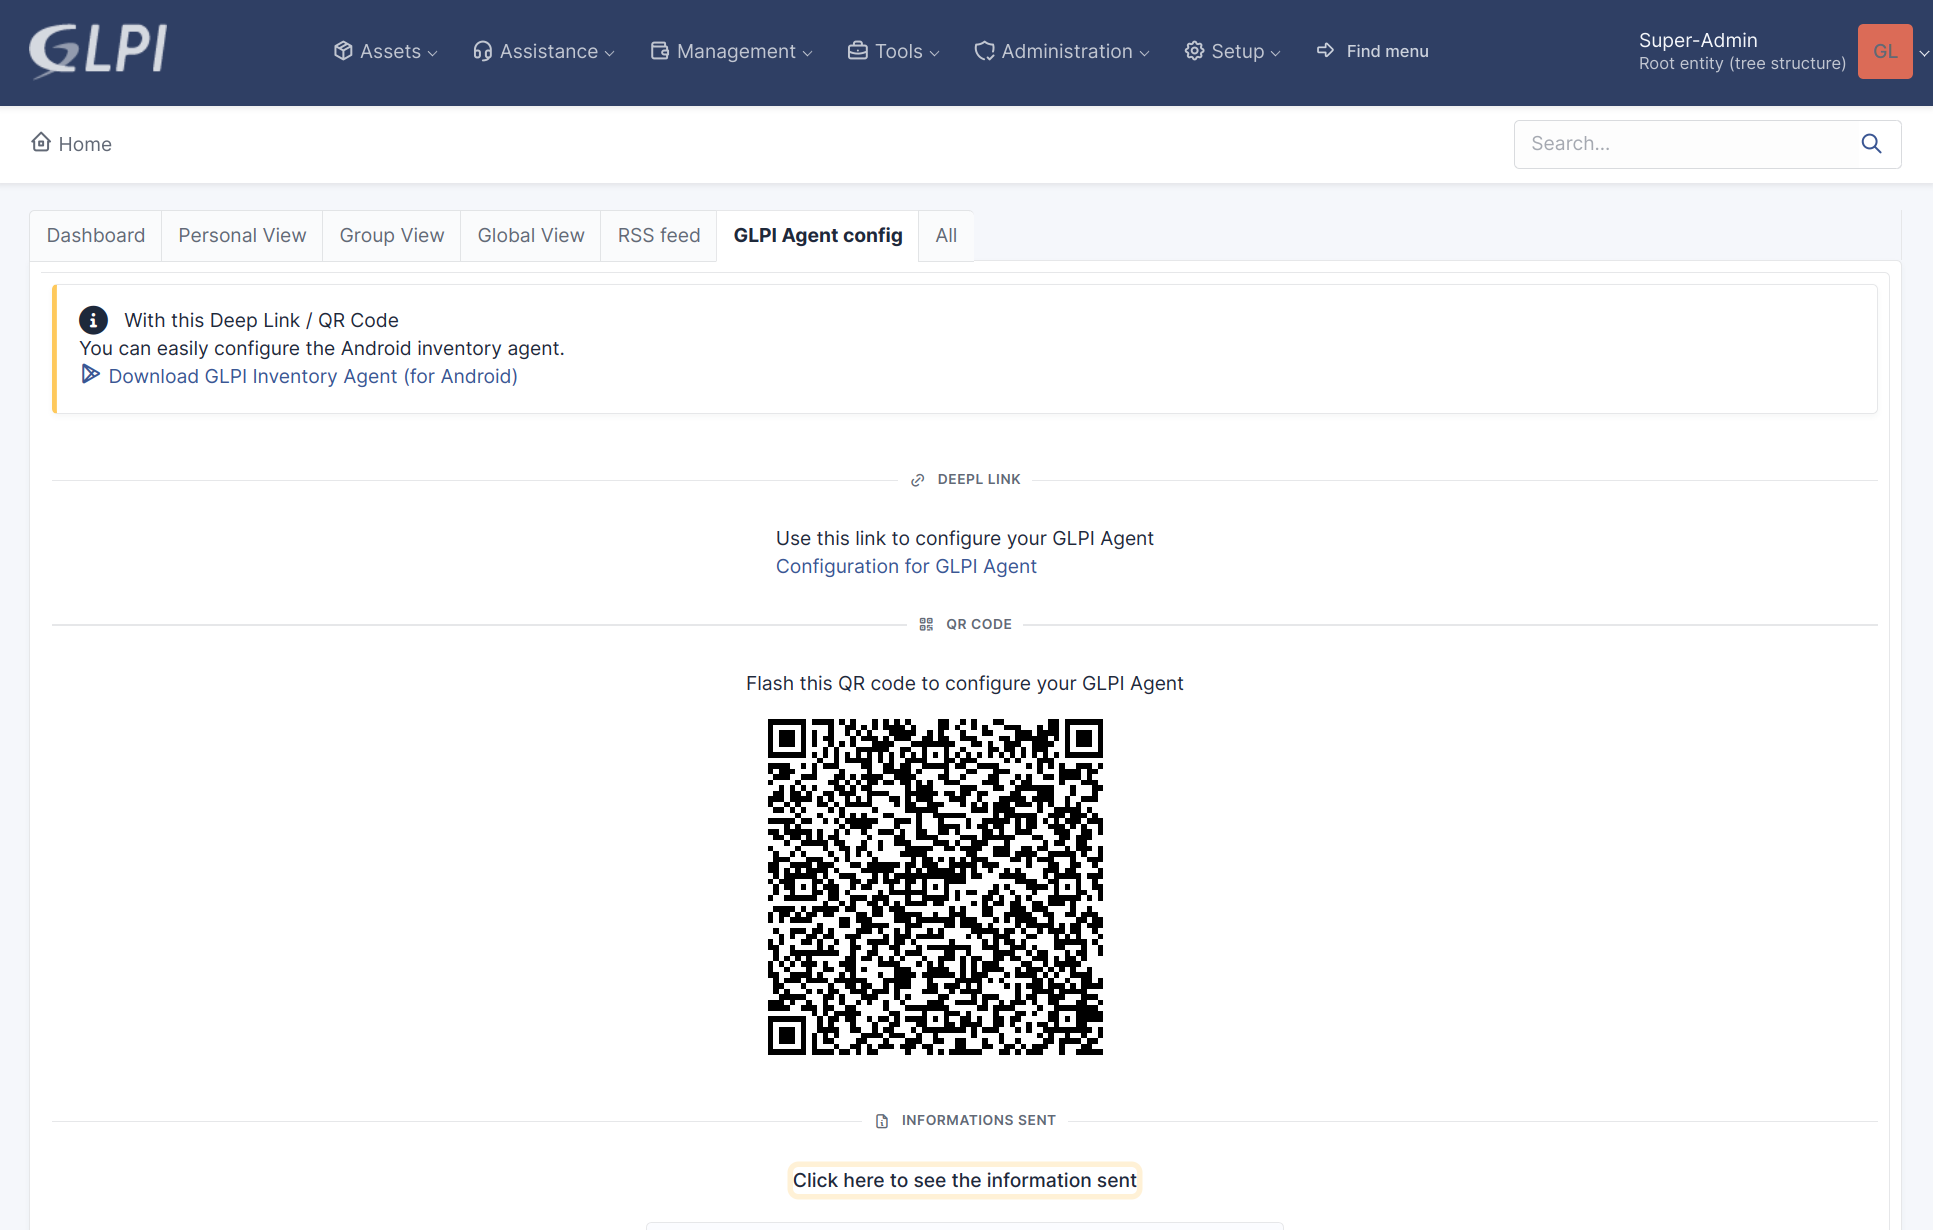 GLPI
Assets
Assistance
Management
Tools
Administration
Setup
Find menu
Super-Admin
Root entity (tree structure)
GL
Home
Search...
Dashboard
Personal View
Group View
Global View
RSS feed
GLPI Agent config
All
With this Deep Link / QR Code
You can easily configure the Android inventory agent.
Download GLPI Inventory Agent (for Android)
DEEPL LINK
Use this link to configure your GLPI Agent
Configuration for GLPI Agent
QR CODE
Flash this QR code to configure your GLPI Agent
INFORMATIONS SENT
Click here to see the information sent